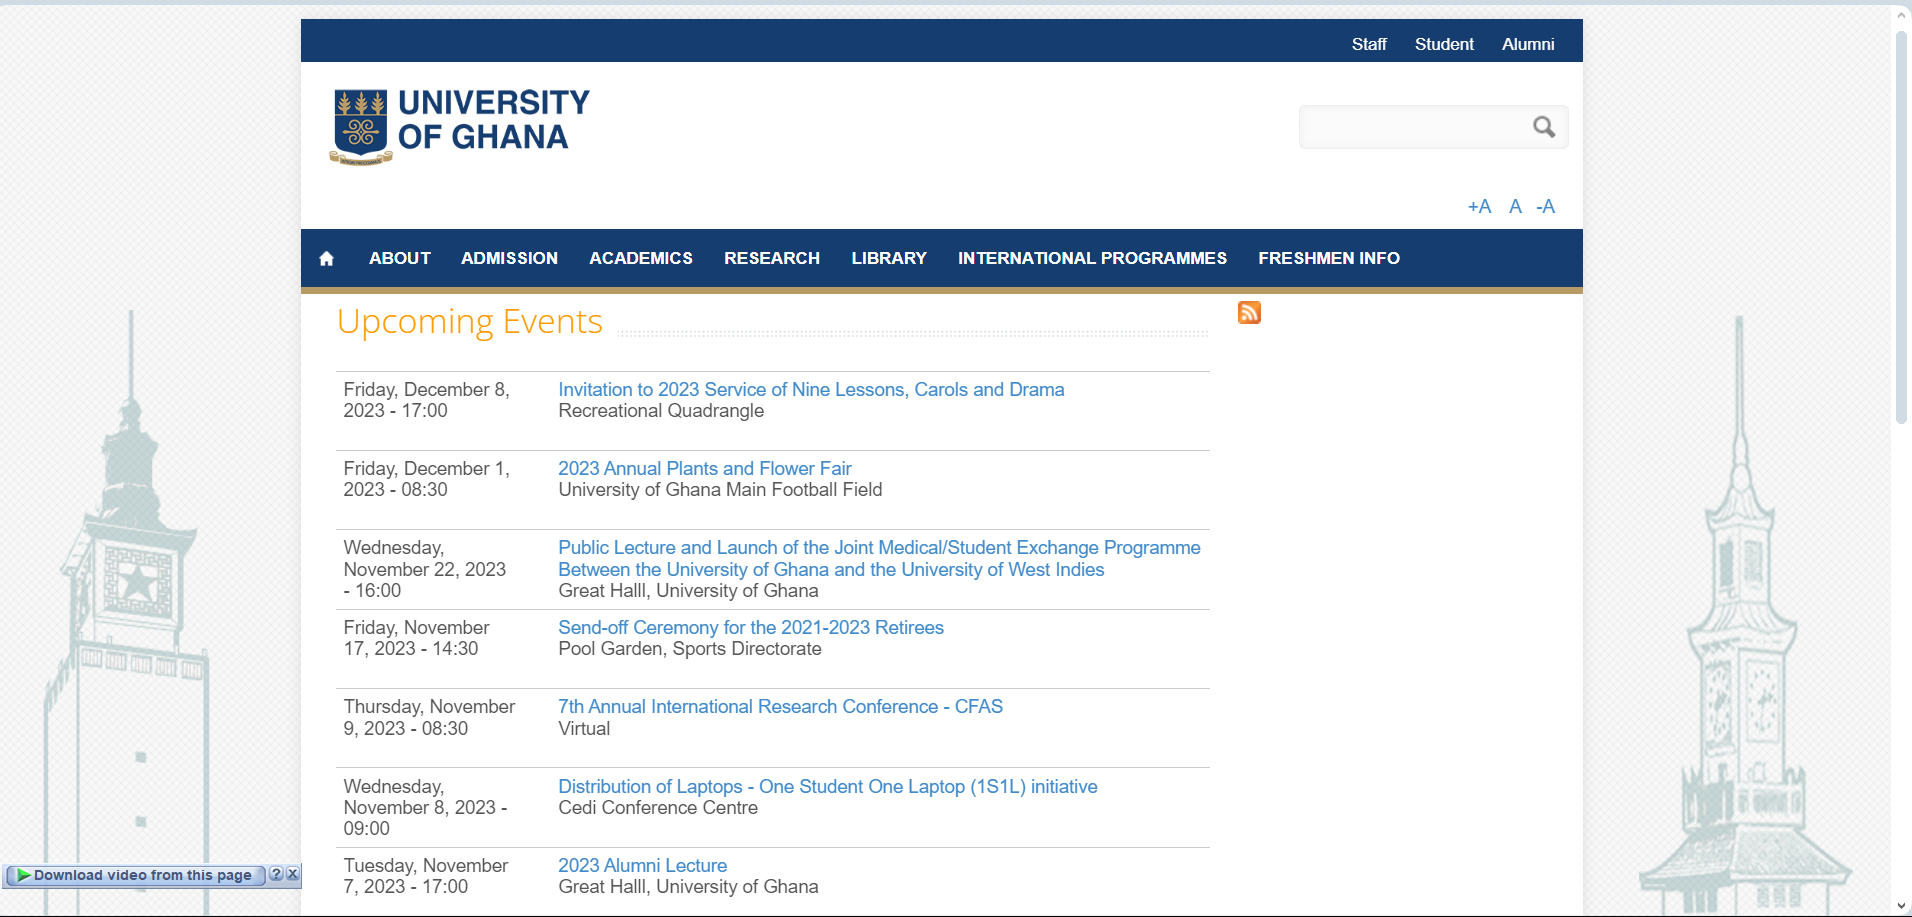 Staff Student Alumni
UNIVERSITY
OF GHANA
+A A -A
ABOUT ADMISSION ACADEMICS RESEARCH LIBRARY INTERNATIONAL PROGRAMMES FRESHMEN INFO
Upcoming Events
Friday, December 8,
2023 - 17:00
Invitation to 2023 Service of Nine Lessons, Carols and Drama
Recreational Quadrangle
Friday, December 1,
2023 - 08:30
2023 Annual Plants and Flower Fair
University of Ghana Main Football Field
Wednesday,
November 22, 2023
- 16:00
Public Lecture and Launch of the Joint Medical/Student Exchange Programme
Between the University of Ghana and the University of West Indies
Great Halll, University of Ghana
Friday, November
17, 2023 - 14:30
Send-off Ceremony for the 2021-2023 Retirees
Pool Garden, Sports Directorate
Thursday, November
9, 2023 - 08:30
7th Annual International Research Conference - CFAS
Virtual
Wednesday,
November 8, 2023 -
09:00
Distribution of Laptops - One Student One Laptop (1S1L) initiative
Cedi Conference Centre
Tuesday, November
7, 2023 - 17:00
2023 Alumni Lecture
Great Halll, University of Ghana
Download video from this page ? X